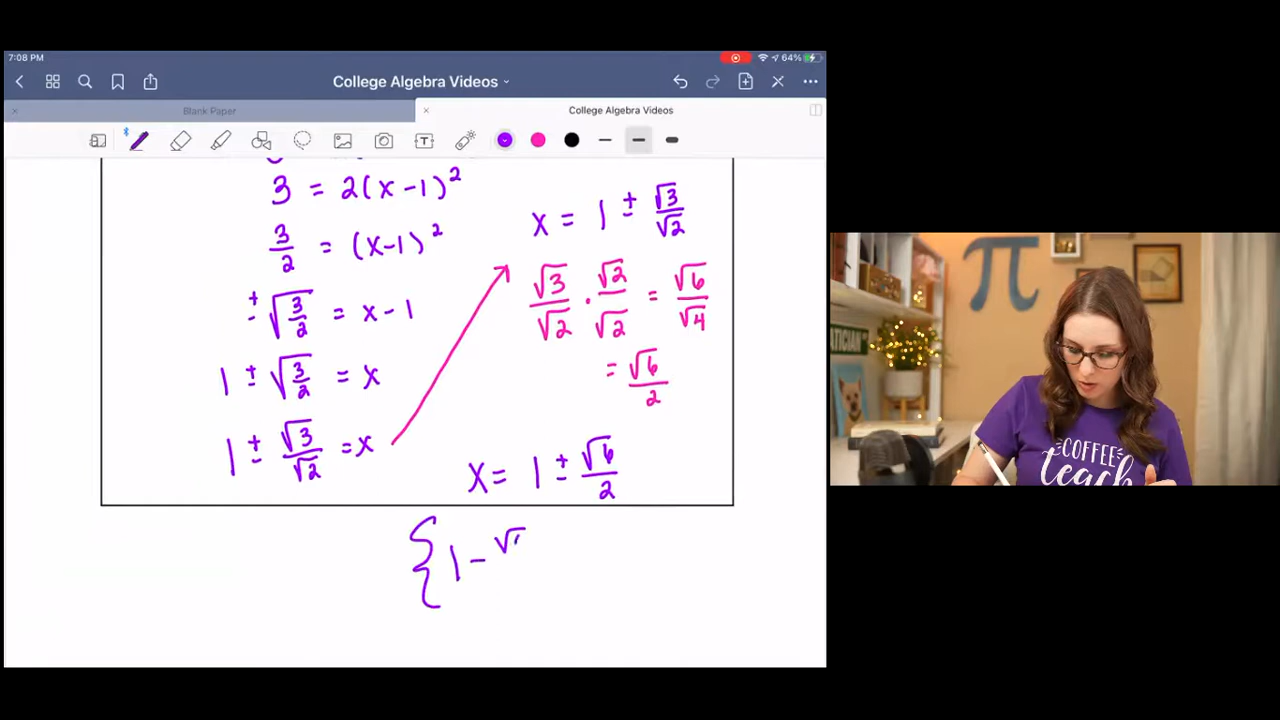 7:08 PM
64%
College Algebra Videos
Blank Paper
College Algebra Videos
3 = 2(x-1)²
3/2 = (x-1)²
± √(3/2) = x - 1
1 ± √(3/2) = x
1 ± √3/√2 = x
x = 1 ± √3/√2
√3/√2 · √2/√2 = √6/√4
= √6/2
x = 1 ± √6/2
{ 1 - √
COFFEE
teach